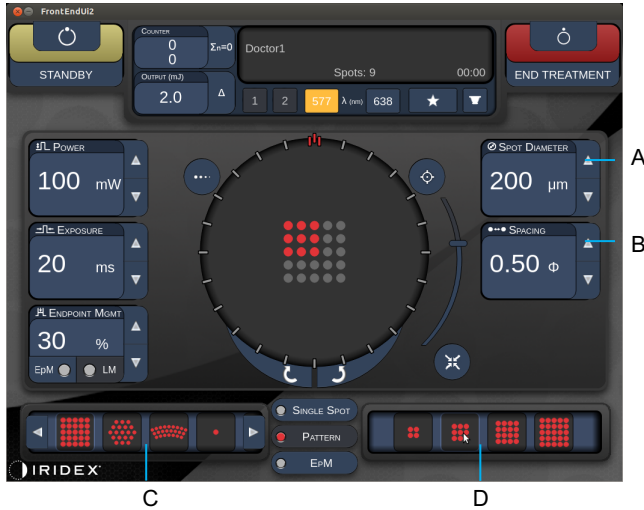 FrontEndUi2
STANDBY
COUNTER
0
0
Σn=0
OUTPUT (mJ)
2.0
Δ
Doctor1
Spots: 9 00:00
1 2 577 λ (nm) 638
END TREATMENT
POWER
100 mW
EXPOSURE
20 ms
ENDPOINT MGMT
30 %
EpM LM
SPOT DIAMETER
200 μm
A
SPACING
0.50 Φ
B
SINGLE SPOT
PATTERN
EPM
IRIDEX
C D